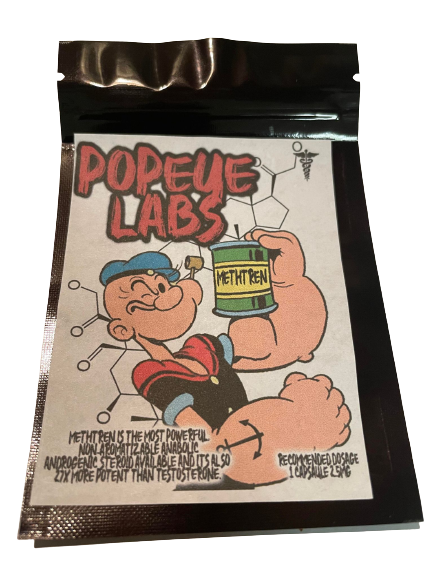 POPEYE
LABS
METHTREN
METHTREN IS THE MOST POWERFUL
NON AROMATIZABLE ANABOLIC
ANDROGENIC STEROID AVAILABLE AND ITS ALSO
27X MORE POTENT THAN TESTOSTERONE.
RECOMMENDED DOSAGE
1 CAPSAULE 2.5MG
O
O
O
O